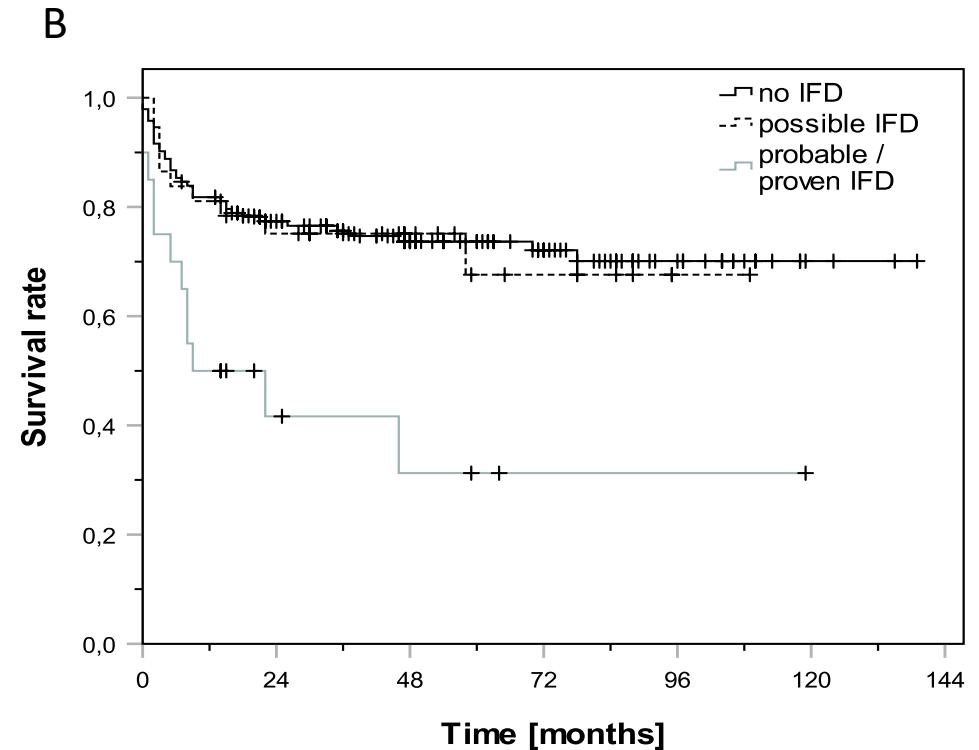 B
no IFD
possible IFD
probable /
proven IFD
1,0
0,8
0,6
0,4
0,2
0,0
Survival rate
0 24 48 72 96 120 144
Time [months]